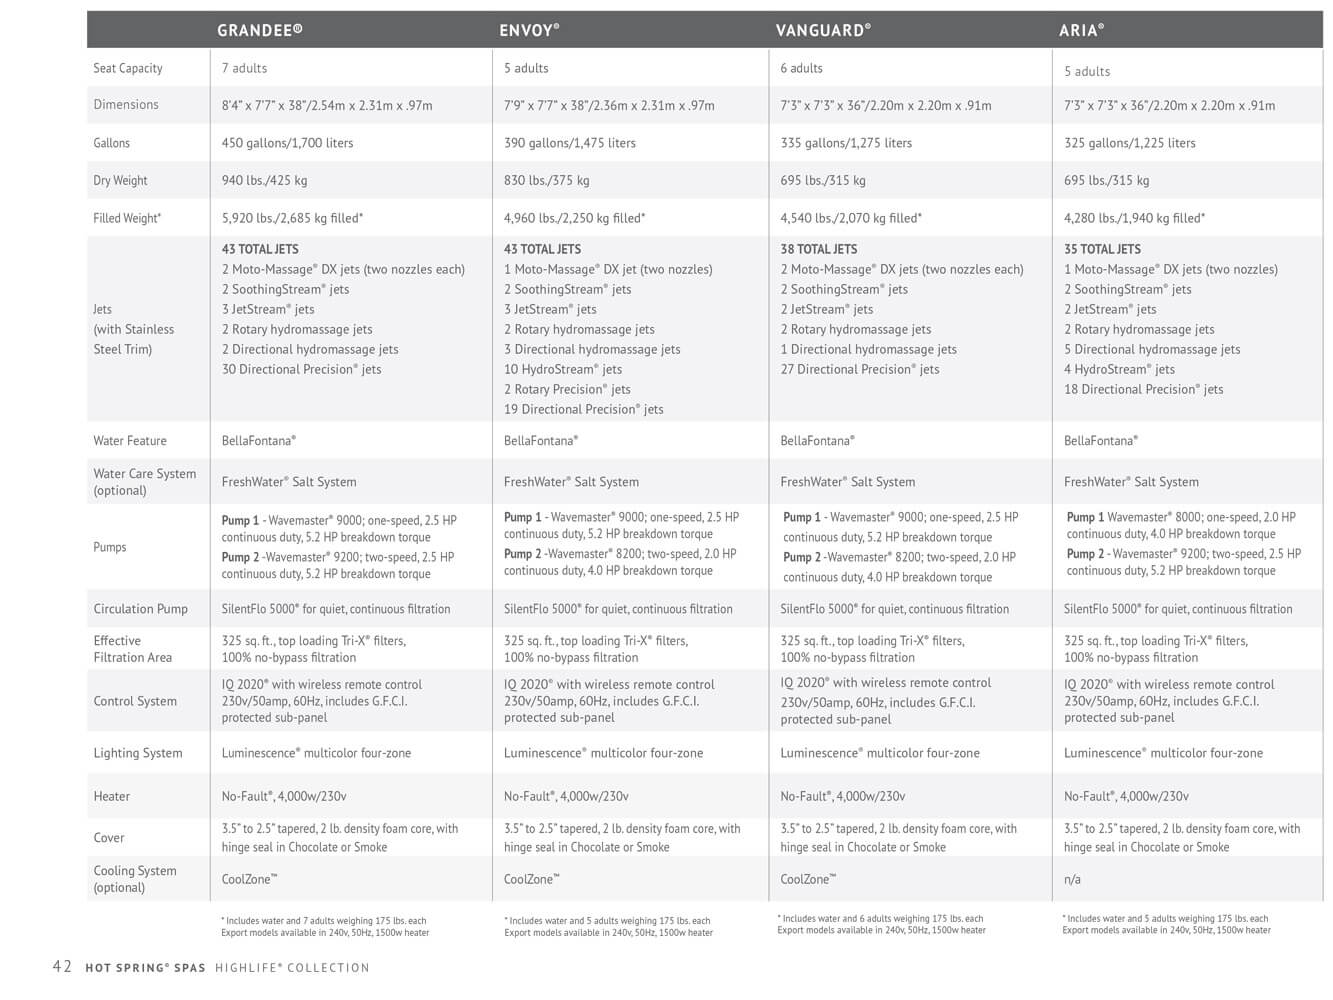 GRANDEE® ENVOY® VANGUARD® ARIA®
Seat Capacity 7 adults 5 adults 6 adults 5 adults
Dimensions 8’4” x 7’7” x 38”/2.54m x 2.31m x .97m 7’9” x 7’7” x 38”/2.36m x 2.31m x .97m 7’3” x 7’3” x 36”/2.20m x 2.20m x .91m 7’3” x 7’3” x 36”/2.20m x 2.20m x .91m
Gallons 450 gallons/1,700 liters 390 gallons/1,475 liters 335 gallons/1,275 liters 325 gallons/1,225 liters
Dry Weight 940 lbs./425 kg 830 lbs./375 kg 695 lbs./315 kg 695 lbs./315 kg
Filled Weight* 5,920 lbs./2,685 kg filled* 4,960 lbs./2,250 kg filled* 4,540 lbs./2,070 kg filled* 4,280 lbs./1,940 kg filled*
Jets
(with Stainless
Steel Trim)
43 TOTAL JETS
2 Moto-Massage® DX jets (two nozzles each)
2 SoothingStream® jets
3 JetStream® jets
2 Rotary hydromassage jets
2 Directional hydromassage jets
30 Directional Precision® jets
43 TOTAL JETS
1 Moto-Massage® DX jet (two nozzles)
2 SoothingStream® jets
3 JetStream® jets
2 Rotary hydromassage jets
3 Directional hydromassage jets
10 HydroStream® jets
2 Rotary Precision® jets
19 Directional Precision® jets
38 TOTAL JETS
2 Moto-Massage® DX jets (two nozzles each)
2 SoothingStream® jets
2 JetStream® jets
2 Rotary hydromassage jets
1 Directional hydromassage jets
27 Directional Precision® jets
35 TOTAL JETS
1 Moto-Massage® DX jets (two nozzles)
2 SoothingStream® jets
2 JetStream® jets
2 Rotary hydromassage jets
5 Directional hydromassage jets
4 HydroStream® jets
18 Directional Precision® jets
Water Feature BellaFontana® BellaFontana® BellaFontana® BellaFontana®
Water Care System
(optional)
FreshWater® Salt System FreshWater® Salt System FreshWater® Salt System FreshWater® Salt System
Pumps
Pump 1 - Wavemaster® 9000; one-speed, 2.5 HP
continuous duty, 5.2 HP breakdown torque
Pump 2 -Wavemaster® 9200; two-speed, 2.5 HP
continuous duty, 5.2 HP breakdown torque
Pump 1 - Wavemaster® 9000; one-speed, 2.5 HP
continuous duty, 5.2 HP breakdown torque
Pump 2 -Wavemaster® 8200; two-speed, 2.0 HP
continuous duty, 4.0 HP breakdown torque
Pump 1 - Wavemaster® 9000; one-speed, 2.5 HP
continuous duty, 5.2 HP breakdown torque
Pump 2 -Wavemaster® 8200; two-speed, 2.0 HP
continuous duty, 4.0 HP breakdown torque
Pump 1 Wavemaster® 8000; one-speed, 2.0 HP
continuous duty, 4.0 HP breakdown torque
Pump 2 - Wavemaster® 9200; two-speed, 2.5 HP
continuous duty, 5.2 HP breakdown torque
Circulation Pump SilentFlo 5000® for quiet, continuous filtration SilentFlo 5000® for quiet, continuous filtration SilentFlo 5000® for quiet, continuous filtration SilentFlo 5000® for quiet, continuous filtration
Effective
Filtration Area
325 sq. ft., top loading Tri-X® filters,
100% no-bypass filtration
325 sq. ft., top loading Tri-X® filters,
100% no-bypass filtration
325 sq. ft., top loading Tri-X® filters,
100% no-bypass filtration
325 sq. ft., top loading Tri-X® filters,
100% no-bypass filtration
Control System
IQ 2020® with wireless remote control
230v/50amp, 60Hz, includes G.F.C.I.
protected sub-panel
IQ 2020® with wireless remote control
230v/50amp, 60Hz, includes G.F.C.I.
protected sub-panel
IQ 2020® with wireless remote control
230v/50amp, 60Hz, includes G.F.C.I.
protected sub-panel
IQ 2020® with wireless remote control
230v/50amp, 60Hz, includes G.F.C.I.
protected sub-panel
Lighting System Luminescence® multicolor four-zone Luminescence® multicolor four-zone Luminescence® multicolor four-zone Luminescence® multicolor four-zone
Heater No-Fault®, 4,000w/230v No-Fault®, 4,000w/230v No-Fault®, 4,000w/230v No-Fault®, 4,000w/230v
Cover
3.5” to 2.5” tapered, 2 lb. density foam core, with
hinge seal in Chocolate or Smoke
3.5” to 2.5” tapered, 2 lb. density foam core, with
hinge seal in Chocolate or Smoke
3.5” to 2.5” tapered, 2 lb. density foam core, with
hinge seal in Chocolate or Smoke
3.5” to 2.5” tapered, 2 lb. density foam core, with
hinge seal in Chocolate or Smoke
Cooling System
(optional)
CoolZone™ CoolZone™ CoolZone™ n/a
* Includes water and 7 adults weighing 175 lbs. each
Export models available in 240v, 50Hz, 1500w heater
* Includes water and 5 adults weighing 175 lbs. each
Export models available in 240v, 50Hz, 1500w heater
* Includes water and 6 adults weighing 175 lbs. each
Export models available in 240v, 50Hz, 1500w heater
* Includes water and 5 adults weighing 175 lbs. each
Export models available in 240v, 50Hz, 1500w heater
42 HOT SPRING® SPAS HIGHLIFE® COLLECTION